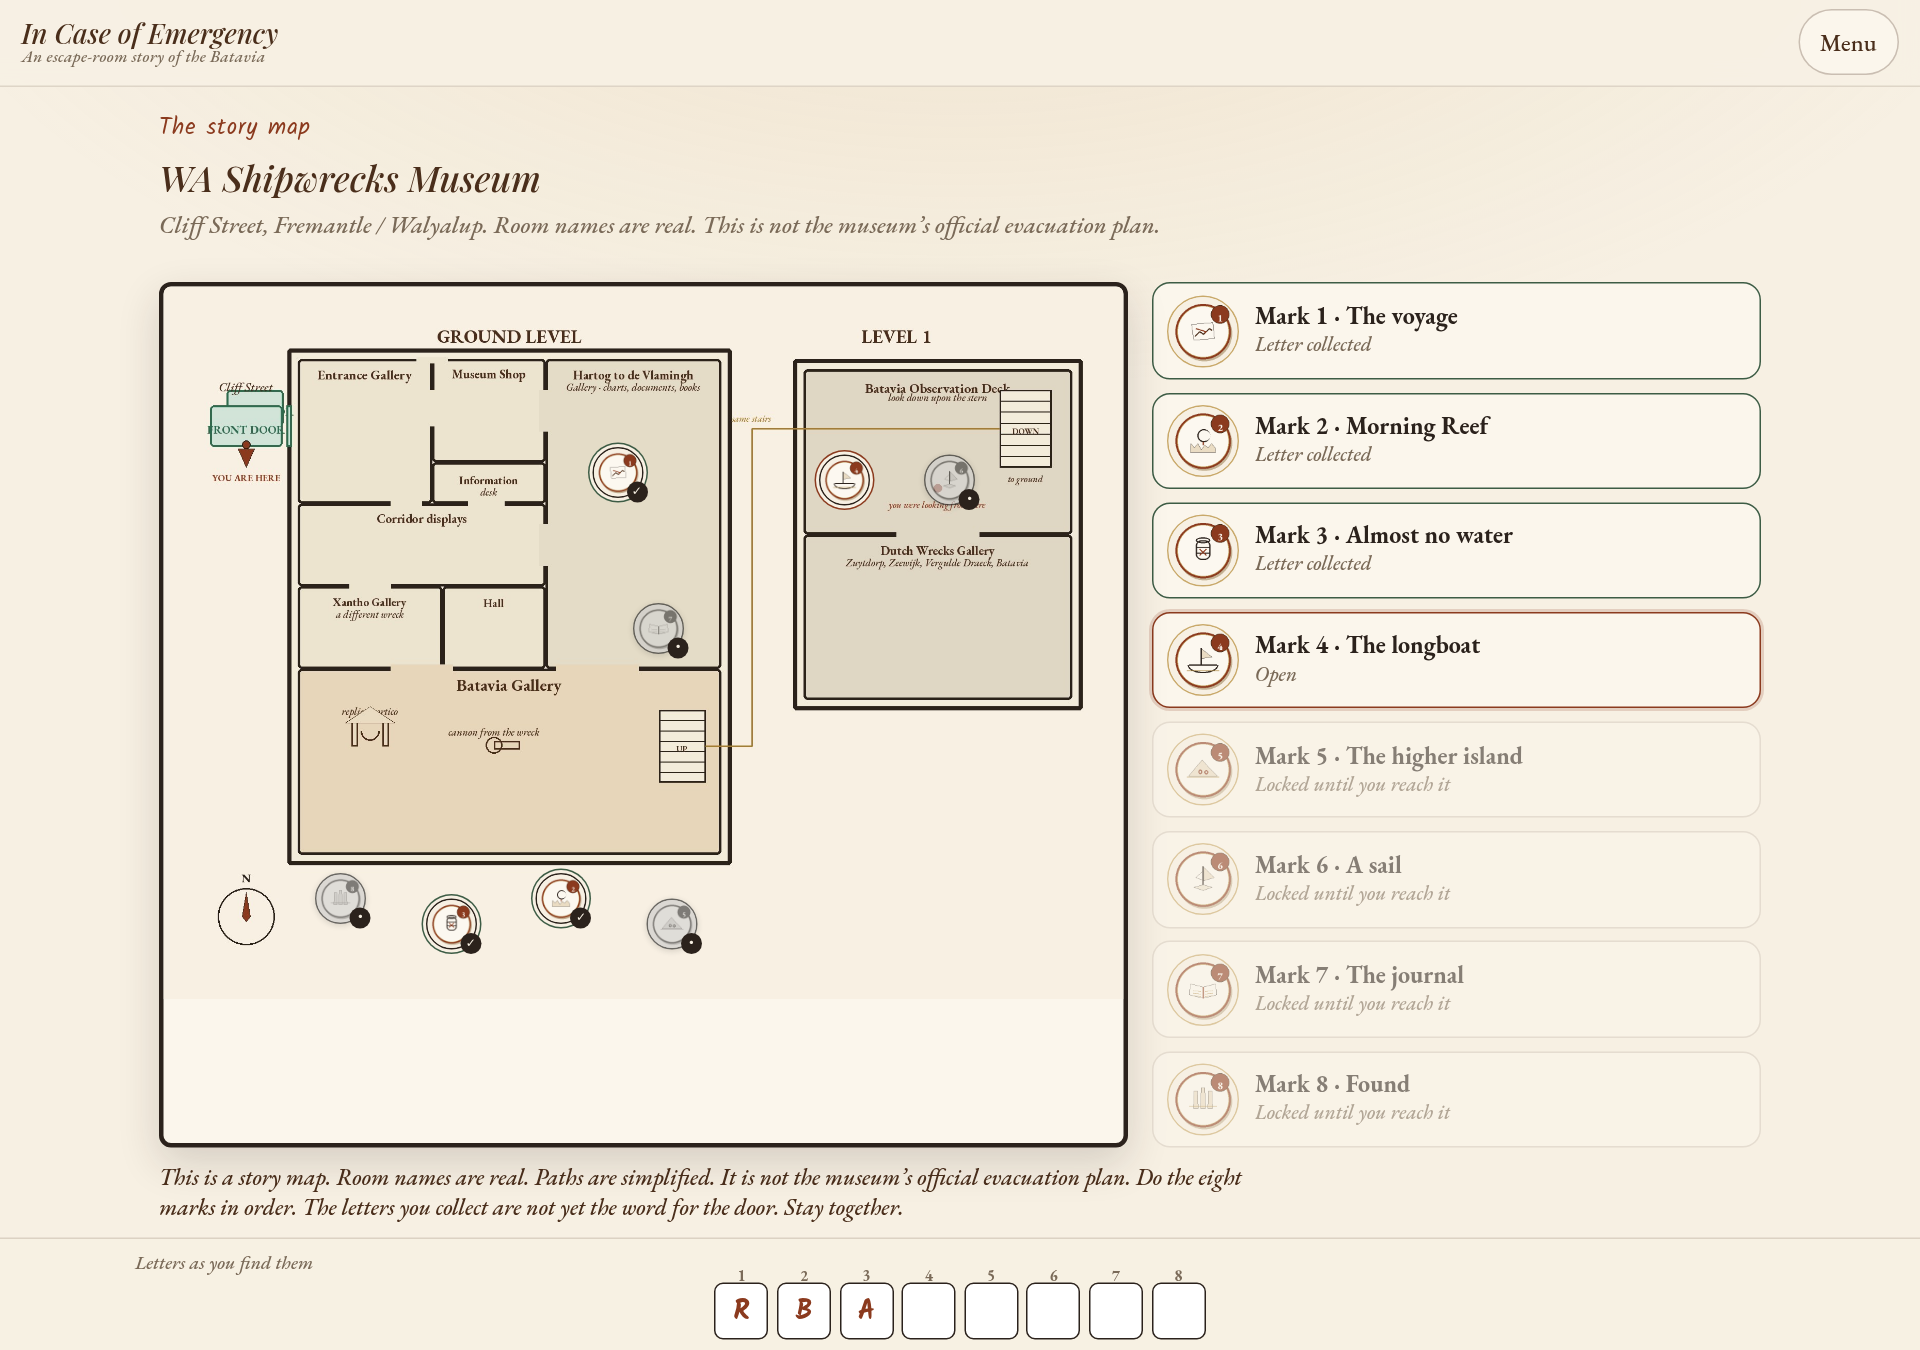 In Case of Emergency
An escape-room story of the Batavia
Menu
The story map
WA Shipwrecks Museum
Cliff Street, Fremantle / Walyalup. Room names are real. This is not the museum’s official evacuation plan.
GROUND LEVEL
LEVEL 1
Entrance Gallery
Museum Shop
Hartog to de Vlamingh
Gallery · charts, documents, books
Cliff Street
FRONT DOOR
YOU ARE HERE
Information
desk
Corridor displays
Xantho Gallery
a different wreck
Hall
Batavia Gallery
cannon from the wreck
UP
same stairs
Batavia Observation Deck
look down upon the stern
DOWN
to ground
you were looking from here
Dutch Wrecks Gallery
Zuytdorp, Zeewijk, Vergulde Draeck, Batavia
N
Mark 1 · The voyage
Letter collected
Mark 2 · Morning Reef
Letter collected
Mark 3 · Almost no water
Letter collected
Mark 4 · The longboat
Open
Mark 5 · The higher island
Locked until you reach it
Mark 6 · A sail
Locked until you reach it
Mark 7 · The journal
Locked until you reach it
Mark 8 · Found
Locked until you reach it
This is a story map. Room names are real. Paths are simplified. It is not the museum’s official evacuation plan. Do the eight
marks in order. The letters you collect are not yet the word for the door. Stay together.
Letters as you find them
1 2 3 4 5 6 7 8
R B A